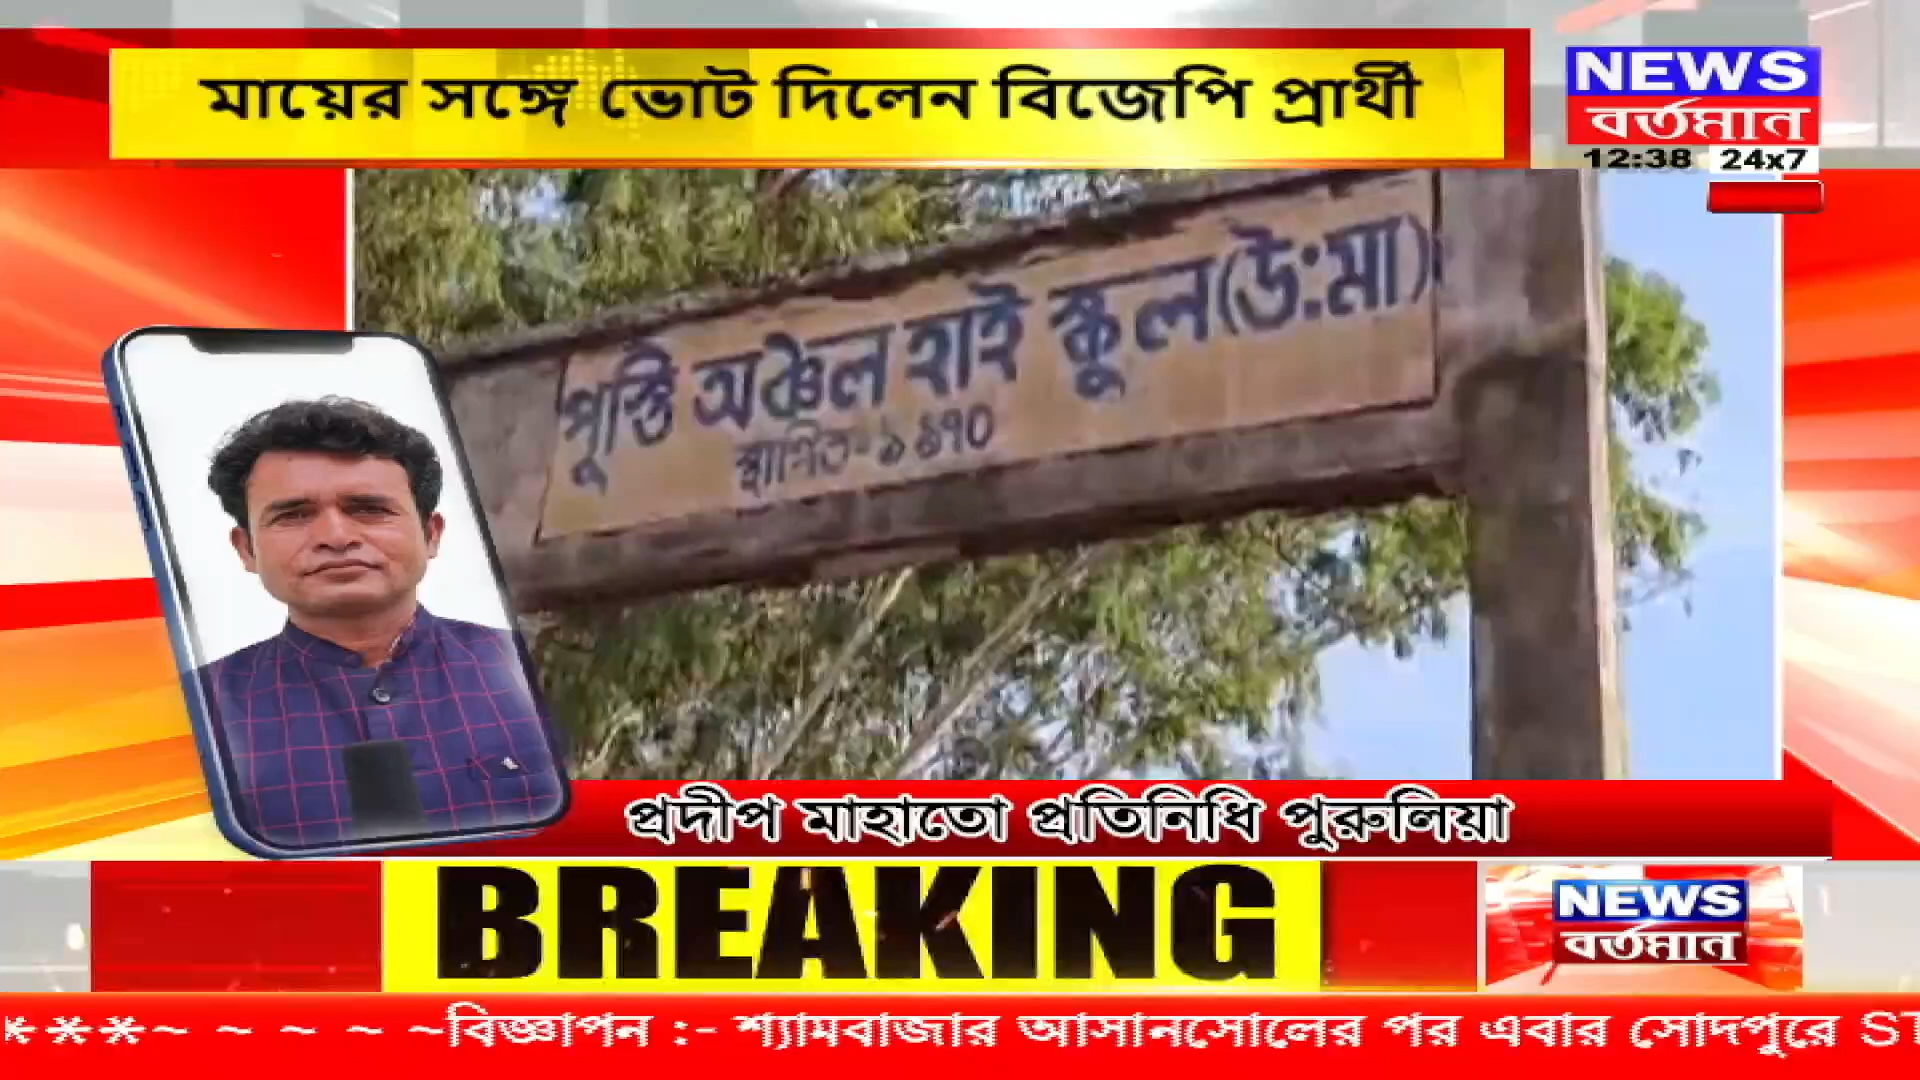 মায়ের সঙ্গে ভোট দিলেন বিজেপি প্রার্থী
NEWS
বর্তমান
12:38 24x7
পুস্তি অঞ্চল হাই স্কুল (উ:মা)
স্থাপিত-১৯৭০
প্রদীপ মাহাতো প্রতিনিধি পুরুলিয়া
BREAKING
NEWS
বর্তমান
***~ ~ ~ ~ ~ ~বিজ্ঞাপন :- শ্যামবাজার আসানসোলের পর এবার সোদপুরে